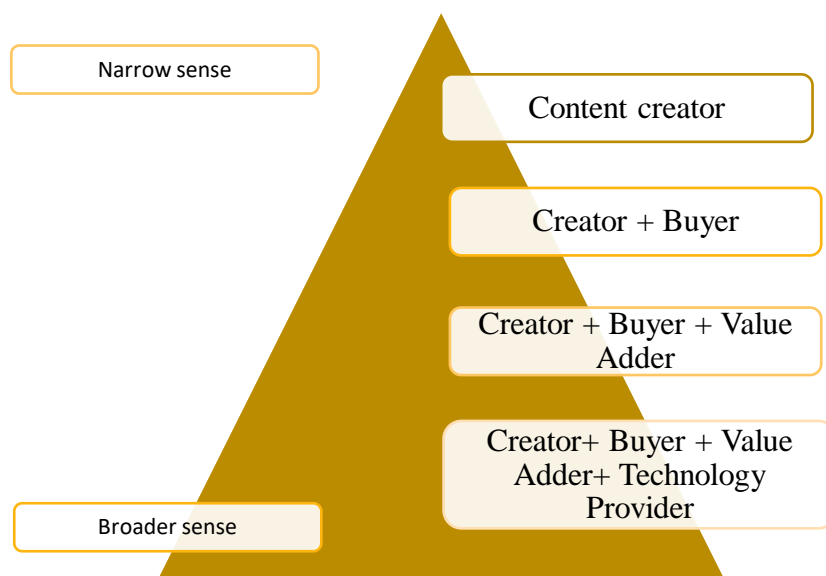 Narrow sense
Content creator
Creator + Buyer
Creator + Buyer + Value
Adder
Creator+ Buyer + Value
Adder+ Technology
Provider
Broader sense